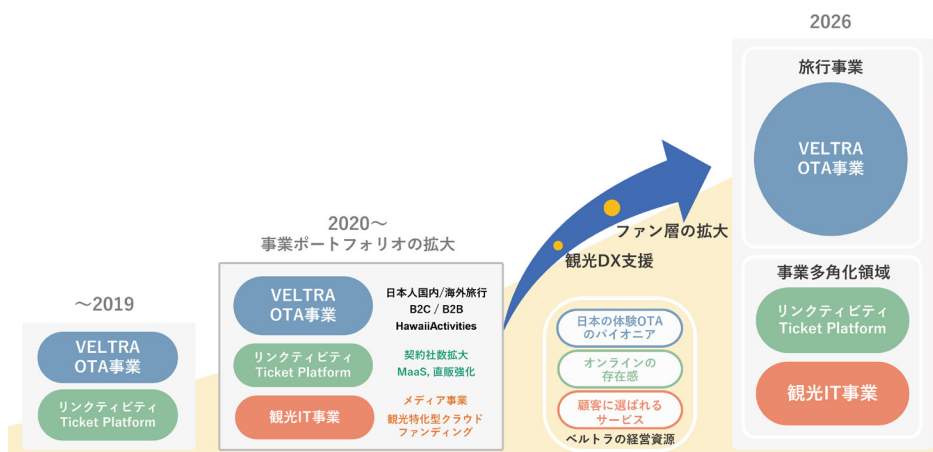 ～2019
VELTRA
OTA事業
リンクティビティ
Ticket Platform
2020～
事業ポートフォリオの拡大
VELTRA
OTA事業
日本人国内/海外旅行
B2C / B2B
HawaiiActivities
リンクティビティ
Ticket Platform
契約社数拡大
MaaS, 直販強化
観光IT事業
メディア事業
観光特化型クラウド
ファンディング
ファン層の拡大
観光DX支援
日本の体験OTA
のパイオニア
オンラインの
存在感
顧客に選ばれる
サービス
ベルトラの経営資源
2026
旅行事業
VELTRA
OTA事業
事業多角化領域
リンクティビティ
Ticket Platform
観光IT事業